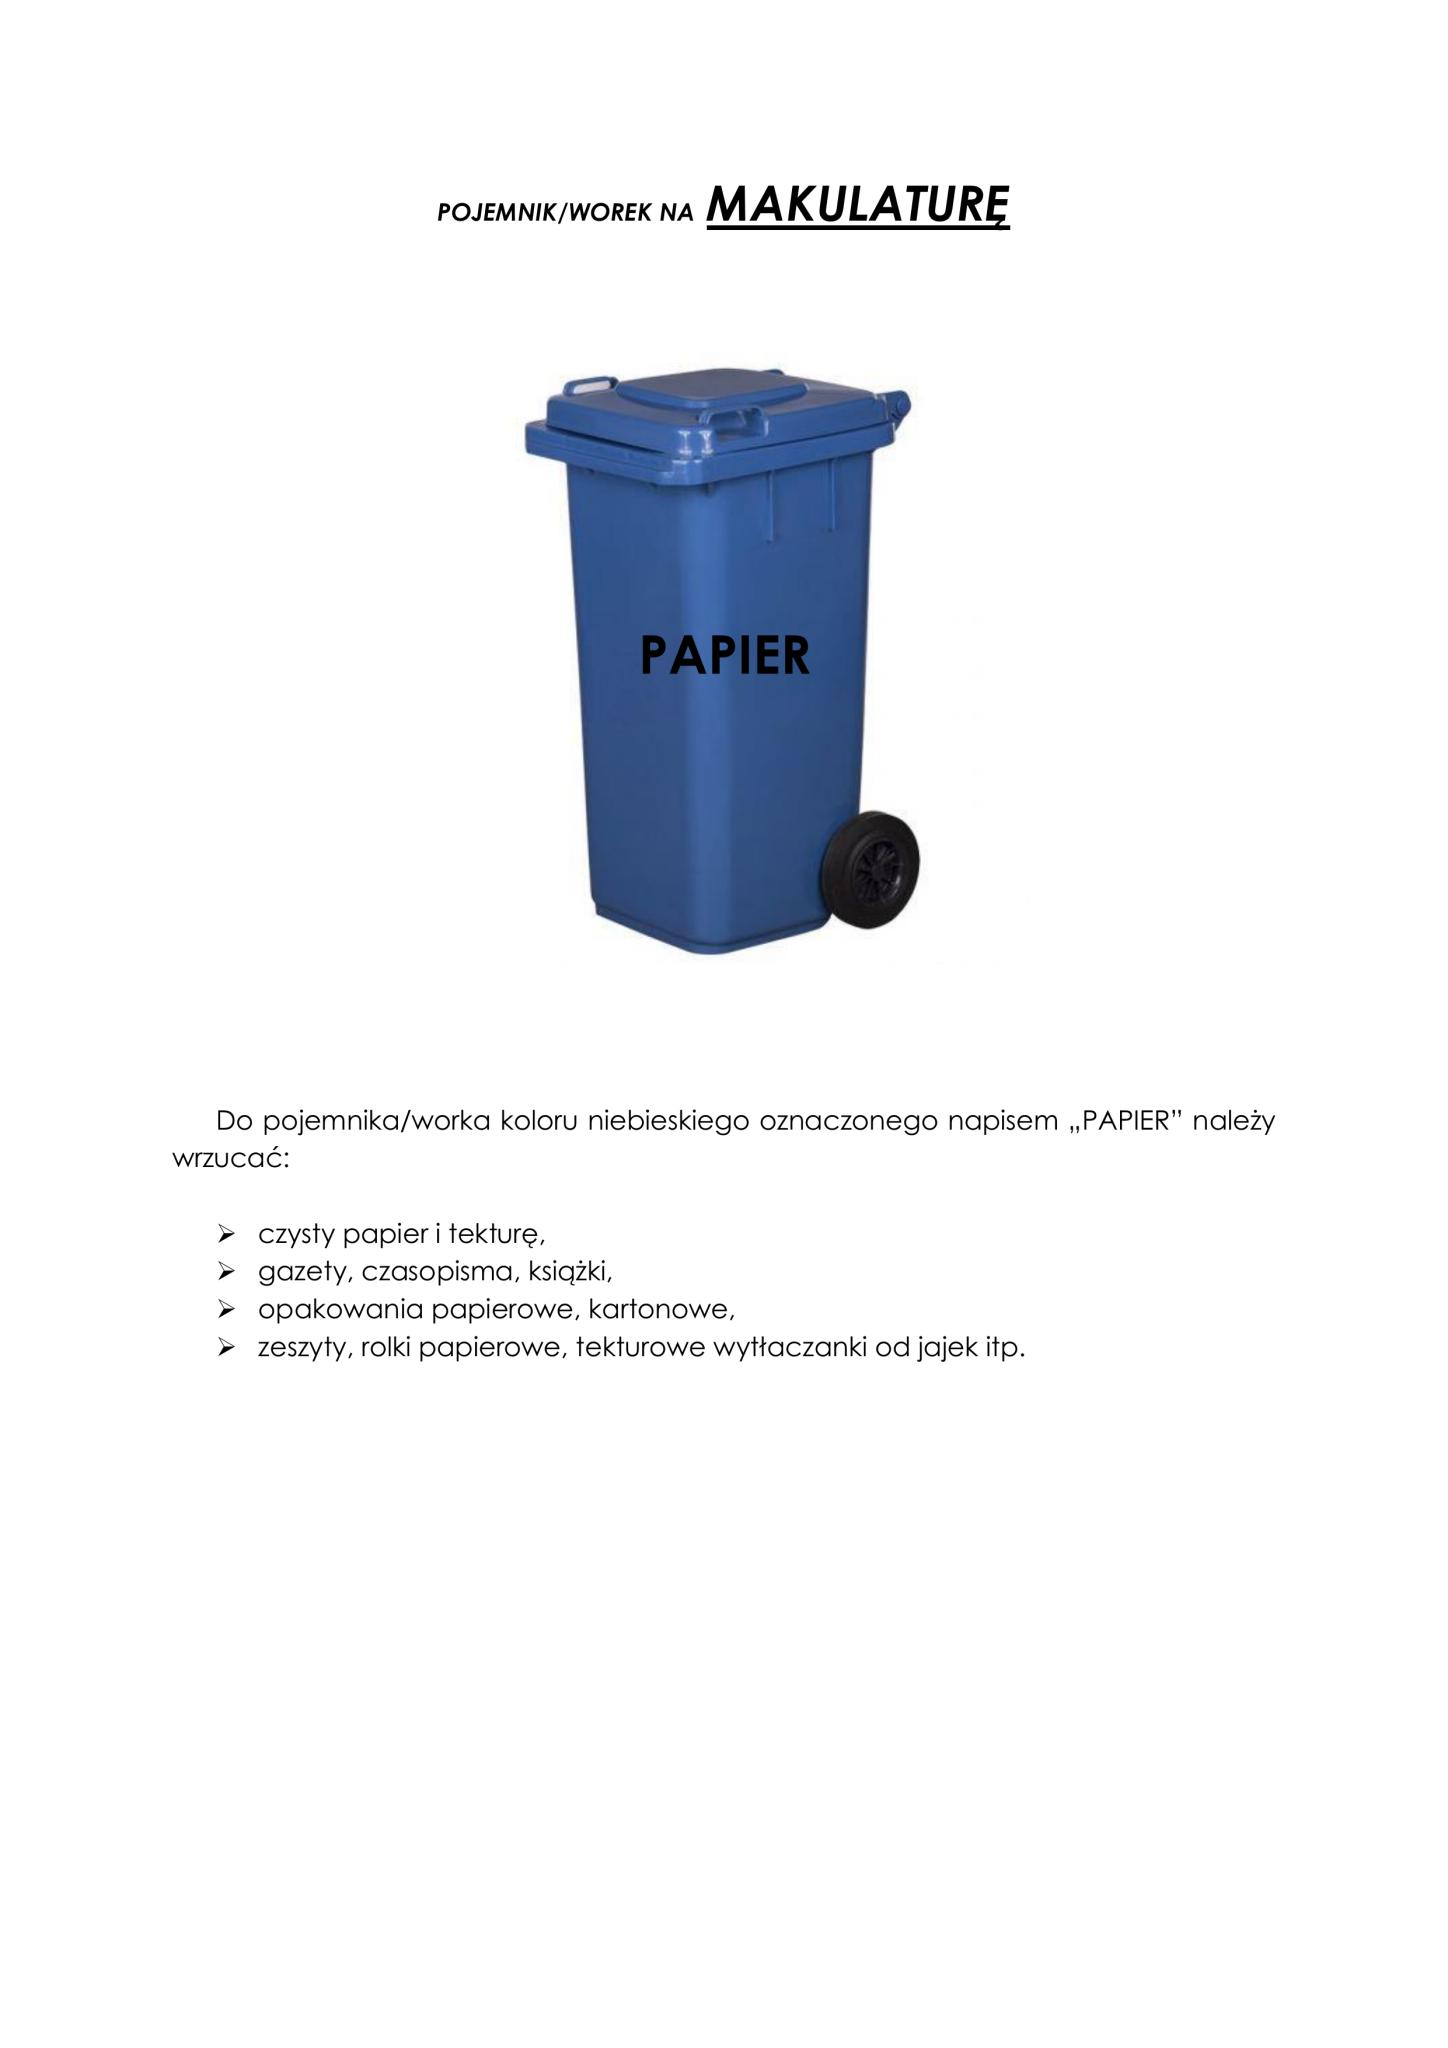 POJEMNIK/WOREK NA MAKULATURĘ
PAPIER
Do pojemnika/worka koloru niebieskiego oznaczonego napisem „PAPIER” należy
wrzucać:
➢ czysty papier i tekturę,
➢ gazety, czasopisma, książki,
➢ opakowania papierowe, kartonowe,
➢ zeszyty, rolki papierowe, tekturowe wytłaczanki od jajek itp.